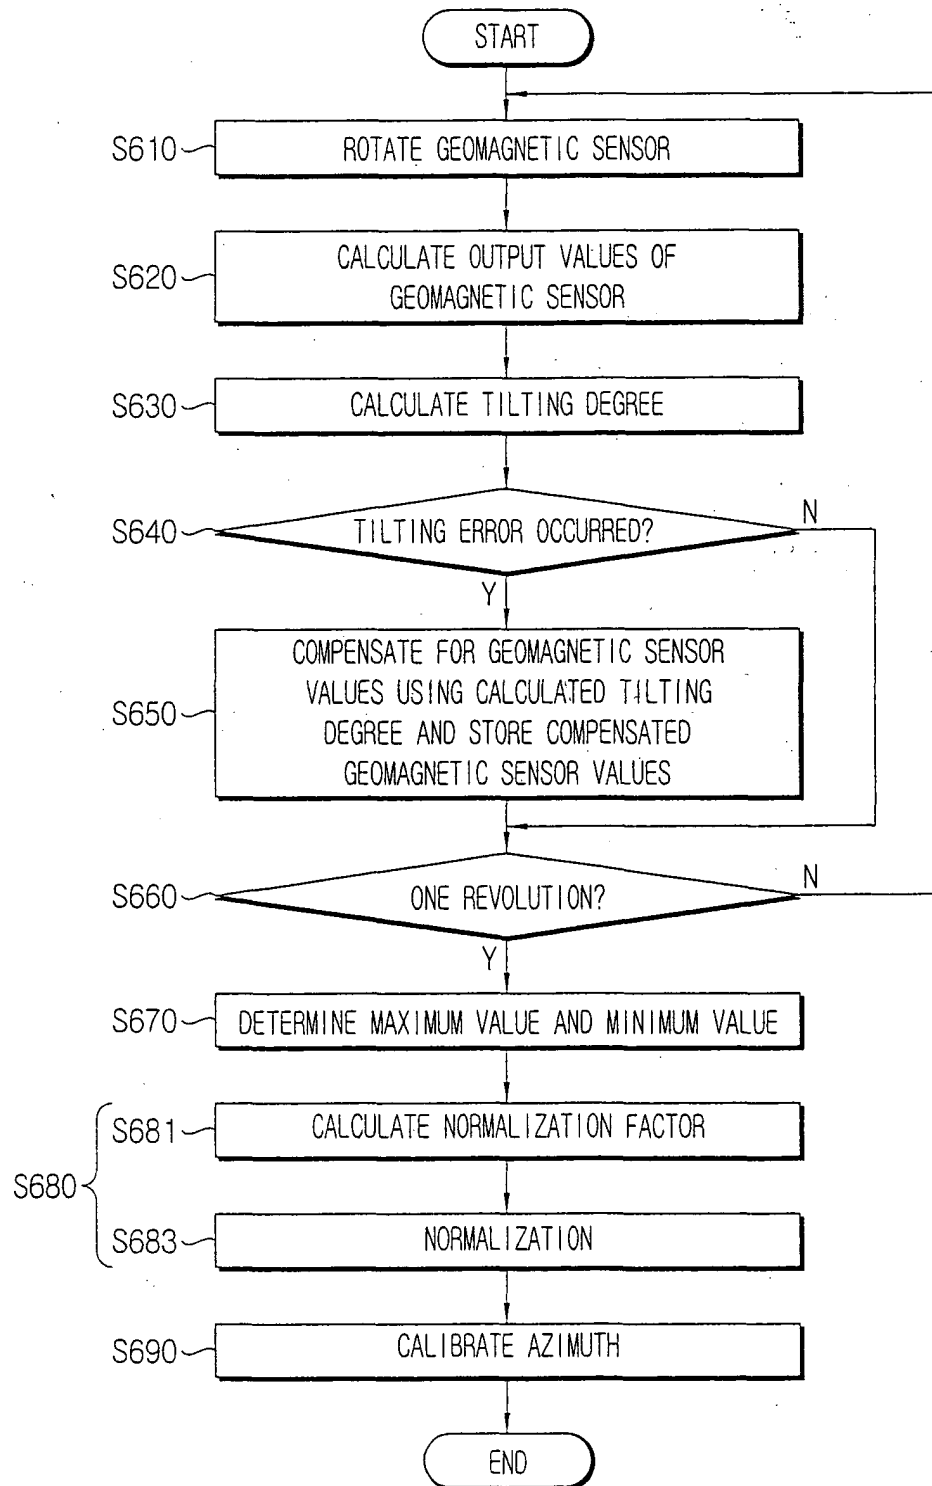 START
S610
ROTATE GEOMAGNETIC SENSOR
S620
CALCULATE OUTPUT VALUES OF
GEOMAGNETIC SENSOR
S630
CALCULATE TILTING DEGREE
S640
TILTING ERROR OCCURRED?
N
Y
S650
COMPENSATE FOR GEOMAGNETIC SENSOR
VALUES USING CALCULATED TILTING
DEGREE AND STORE COMPENSATED
GEOMAGNETIC SENSOR VALUES
S660
ONE REVOLUTION?
N
Y
S670
DETERMINE MAXIMUM VALUE AND MINIMUM VALUE
S680
S681
CALCULATE NORMALIZATION FACTOR
S683
NORMALIZATION
S690
CALIBRATE AZIMUTH
END